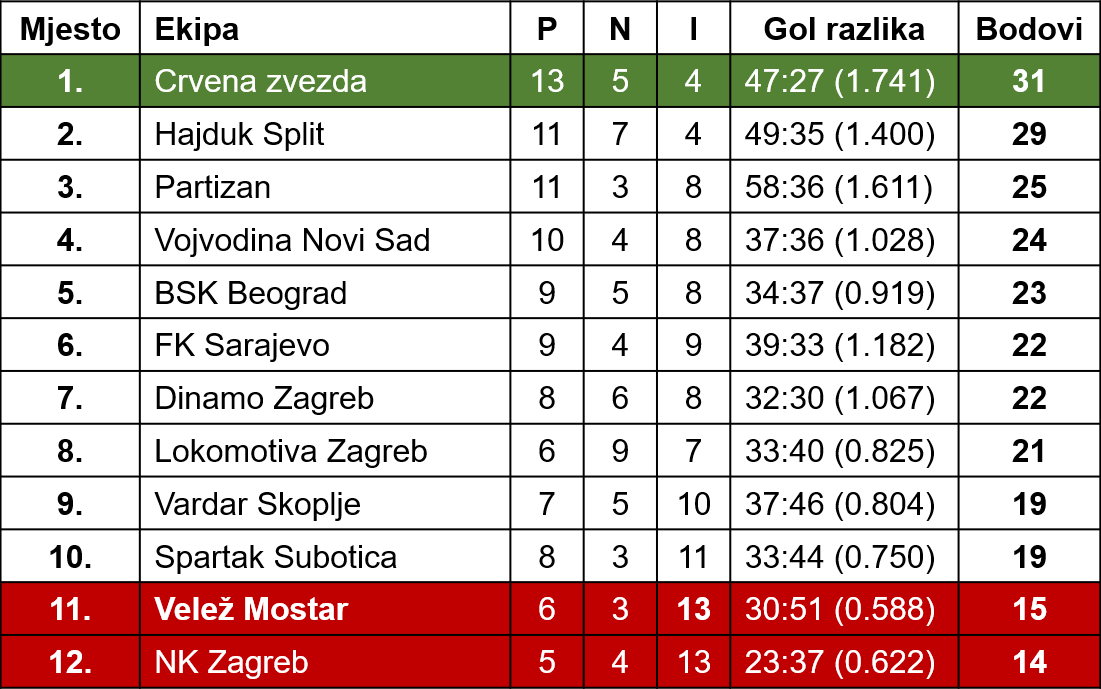 Mjesto Ekipa P N I Gol razlika Bodovi
1. Crvena zvezda 13 5 4 47:27 (1.741) 31
2. Hajduk Split 11 7 4 49:35 (1.400) 29
3. Partizan 11 3 8 58:36 (1.611) 25
4. Vojvodina Novi Sad 10 4 8 37:36 (1.028) 24
5. BSK Beograd 9 5 8 34:37 (0.919) 23
6. FK Sarajevo 9 4 9 39:33 (1.182) 22
7. Dinamo Zagreb 8 6 8 32:30 (1.067) 22
8. Lokomotiva Zagreb 6 9 7 33:40 (0.825) 21
9. Vardar Skoplje 7 5 10 37:46 (0.804) 19
10. Spartak Subotica 8 3 11 33:44 (0.750) 19
11. Velež Mostar 6 3 13 30:51 (0.588) 15
12. NK Zagreb 5 4 13 23:37 (0.622) 14